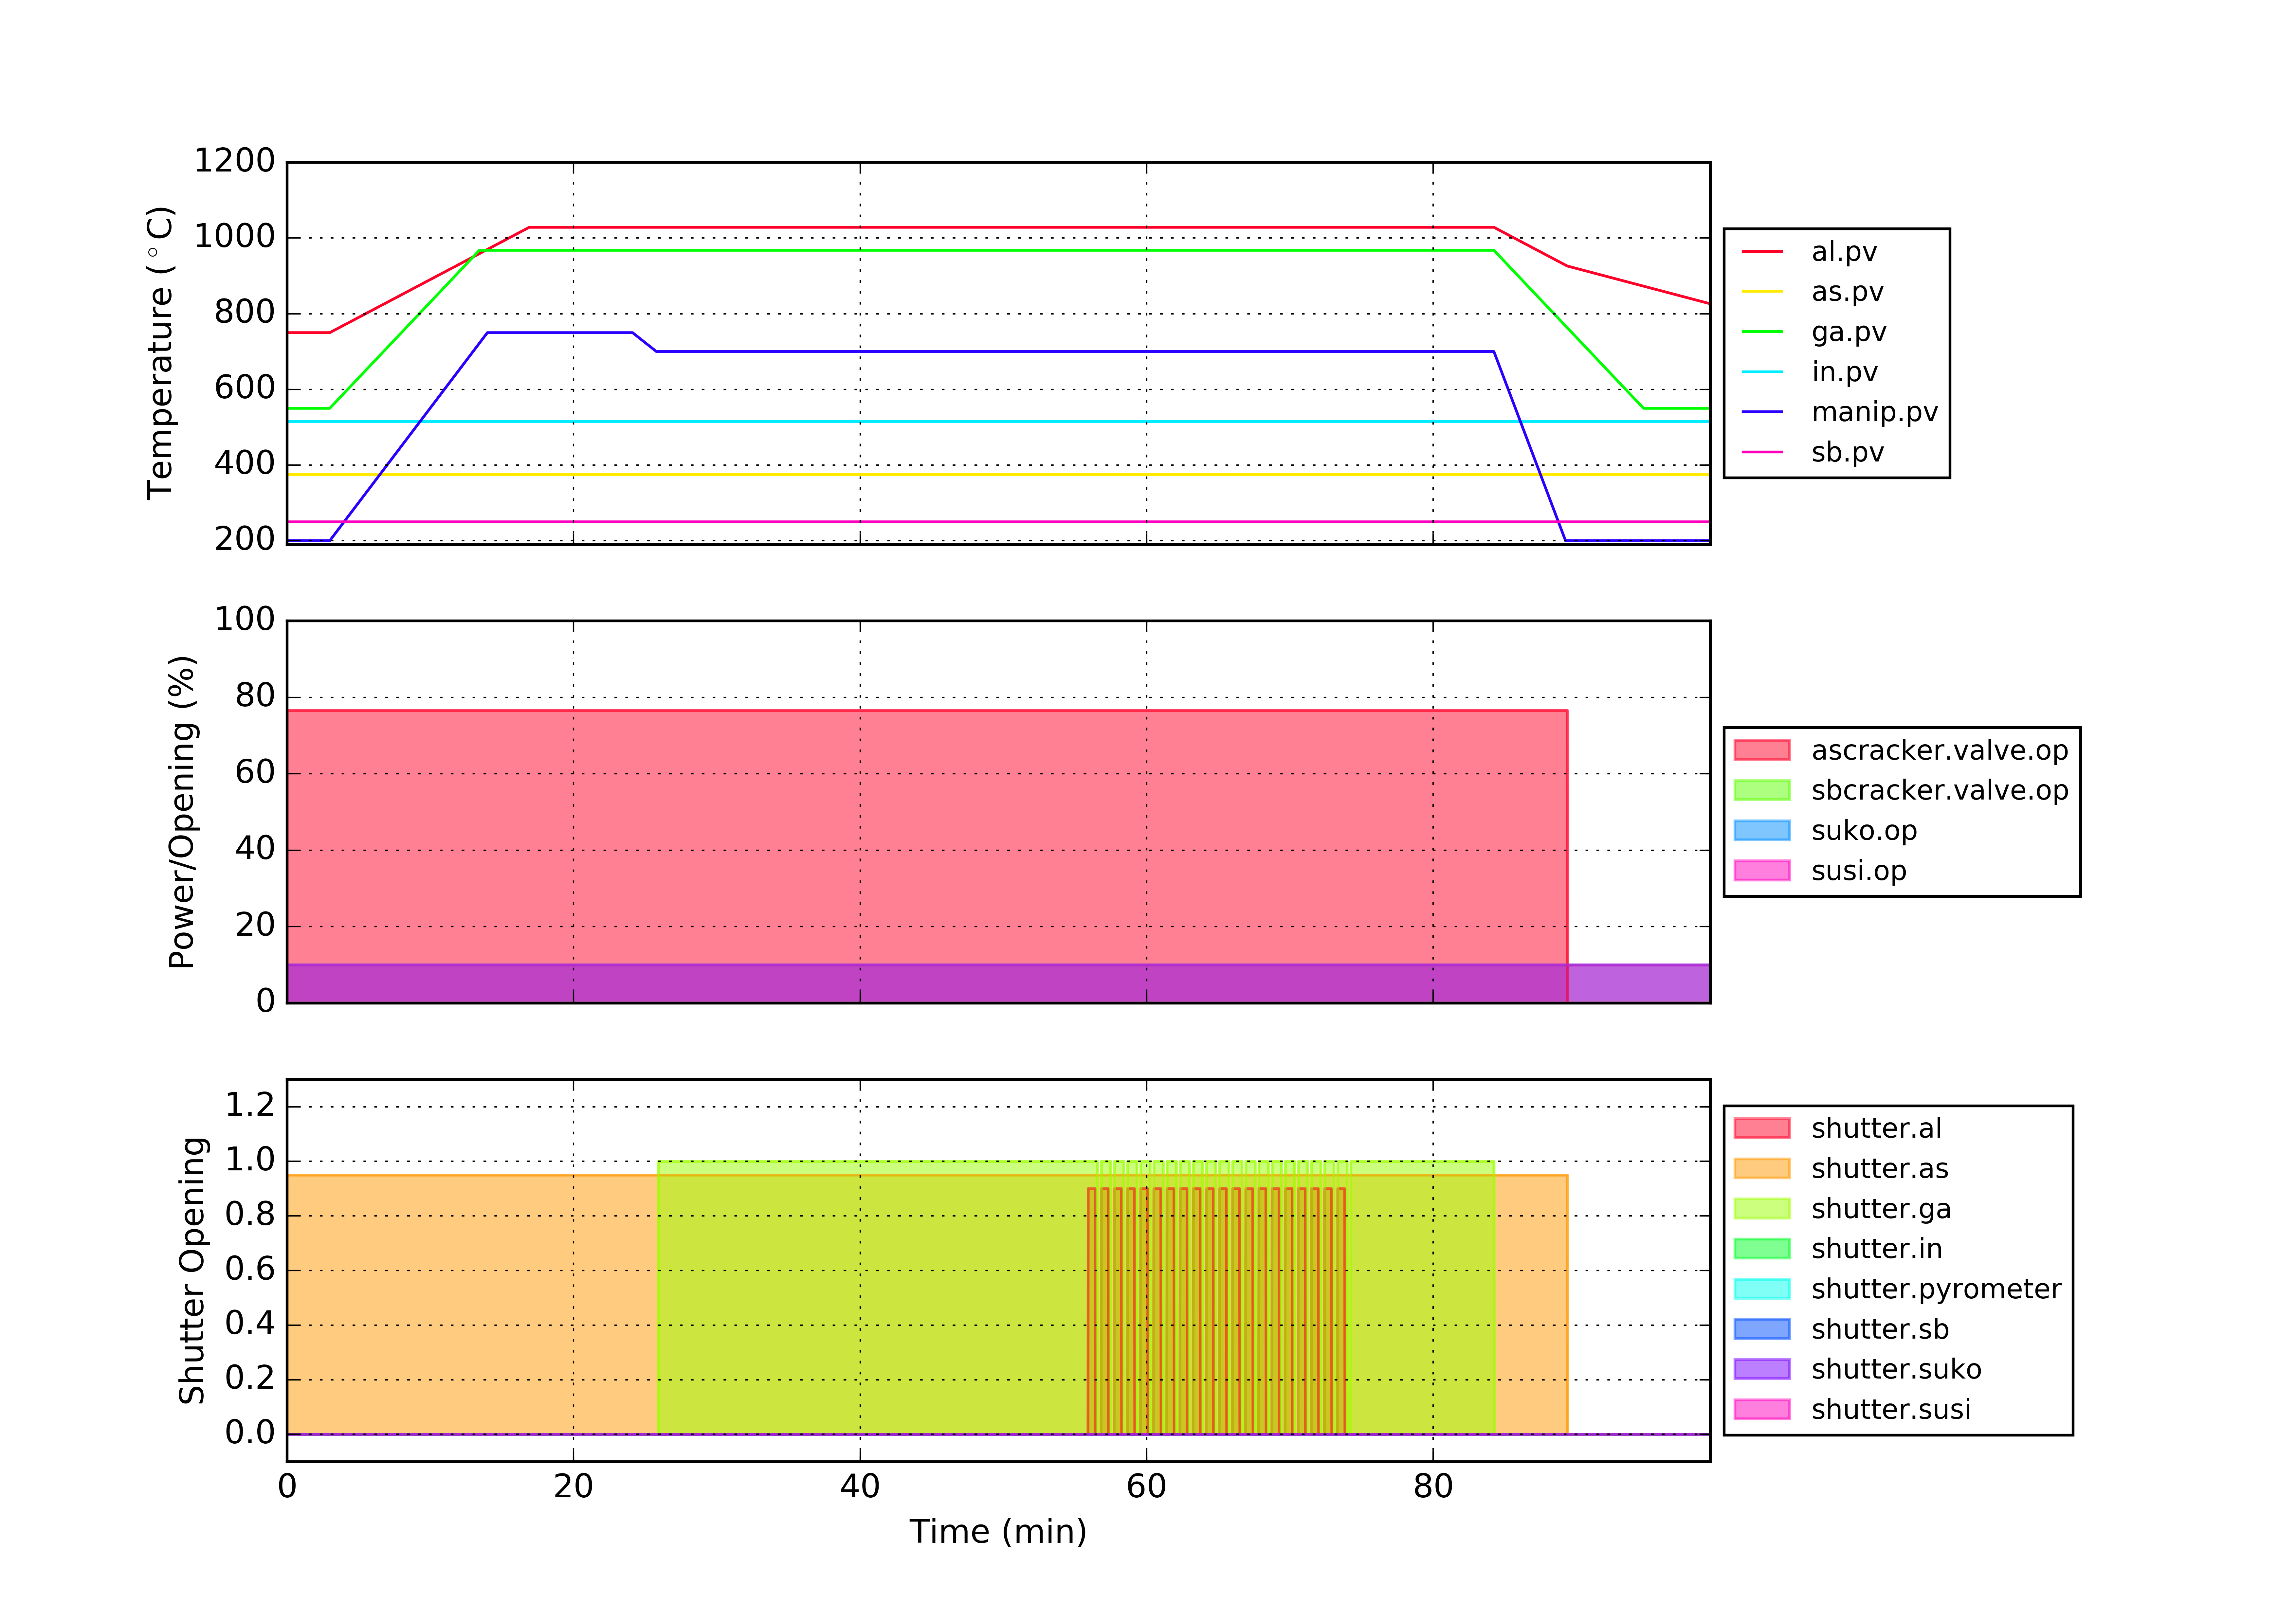 1200
1000
800
600
400
200
Temperature (°C)
al.pv
as.pv
ga.pv
in.pv
manip.pv
sb.pv
100
80
60
40
20
0
Power/Opening (%)
ascracker.valve.op
sbcracker.valve.op
suko.op
susi.op
1.2
1.0
0.8
0.6
0.4
0.2
0.0
Shutter Opening
shutter.al
shutter.as
shutter.ga
shutter.in
shutter.pyrometer
shutter.sb
shutter.suko
shutter.susi
0 20 40 60 80
Time (min)